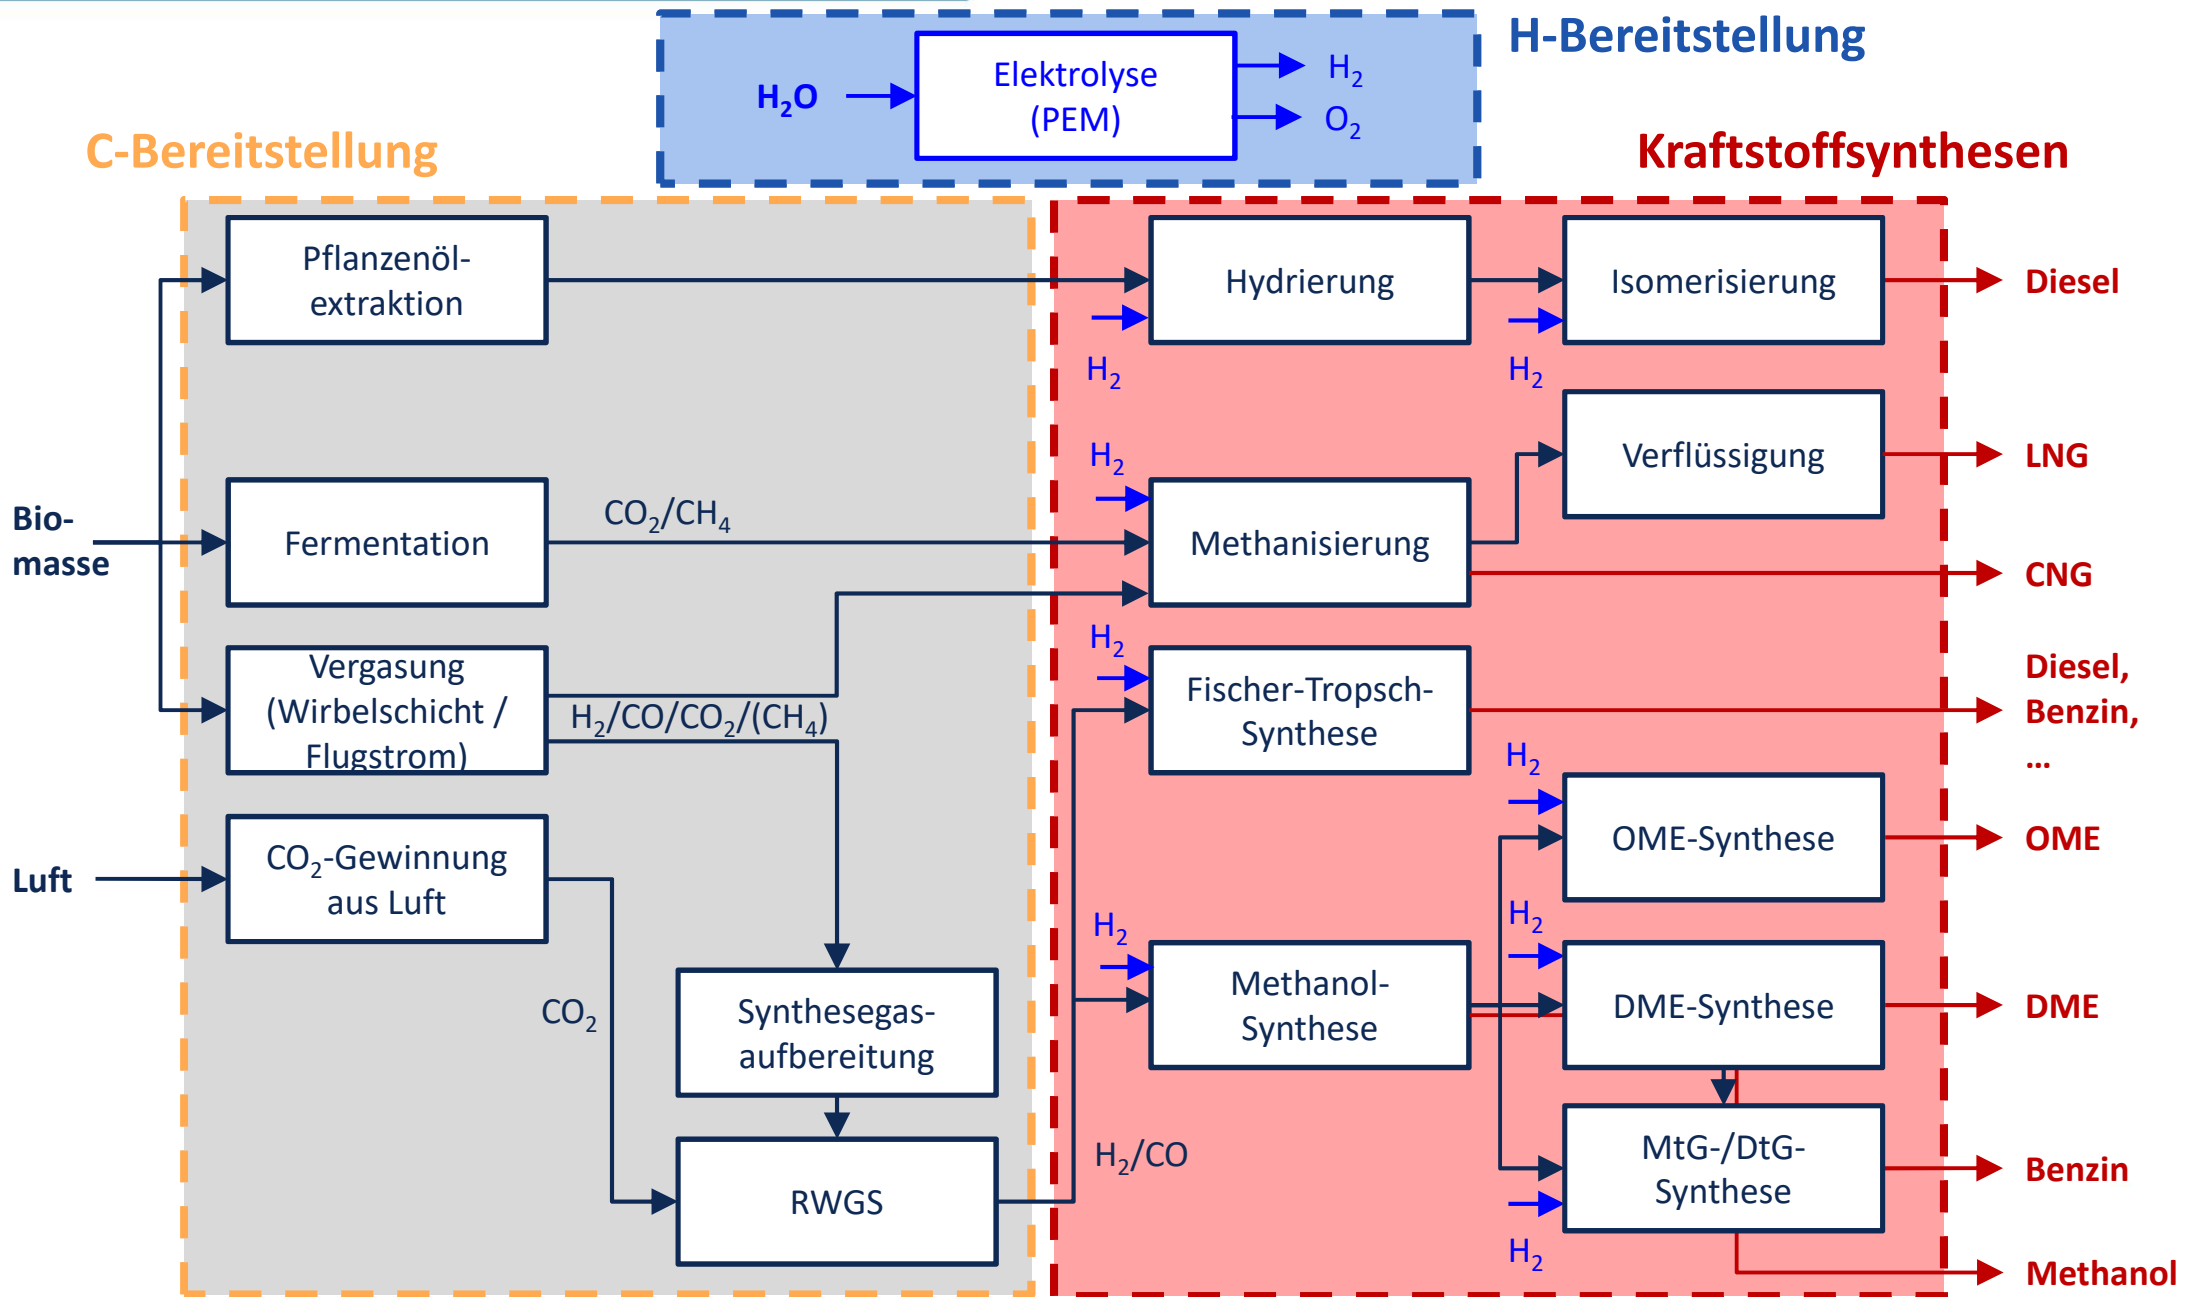 H-Bereitstellung
H₂O
Elektrolyse
(PEM)
H₂
O₂
C-Bereitstellung
Kraftstoffsynthesen
Pflanzenöl-
extraktion
Hydrierung
H₂
Isomerisierung
H₂
Diesel
Verflüssigung
LNG
Bio-
masse
Fermentation
CO₂/CH₄
H₂
Methanisierung
CNG
Vergasung
(Wirbelschicht /
Flugstrom)
H₂/CO/CO₂/(CH₄)
H₂
Fischer-Tropsch-
Synthese
Diesel,
Benzin,
...
Luft
CO₂-Gewinnung
aus Luft
CO₂
H₂
OME-Synthese
OME
Synthesegas-
aufbereitung
H₂
Methanol-
Synthese
H₂
DME-Synthese
DME
RWGS
H₂/CO
MtG-/DtG-
Synthese
H₂
Benzin
Methanol